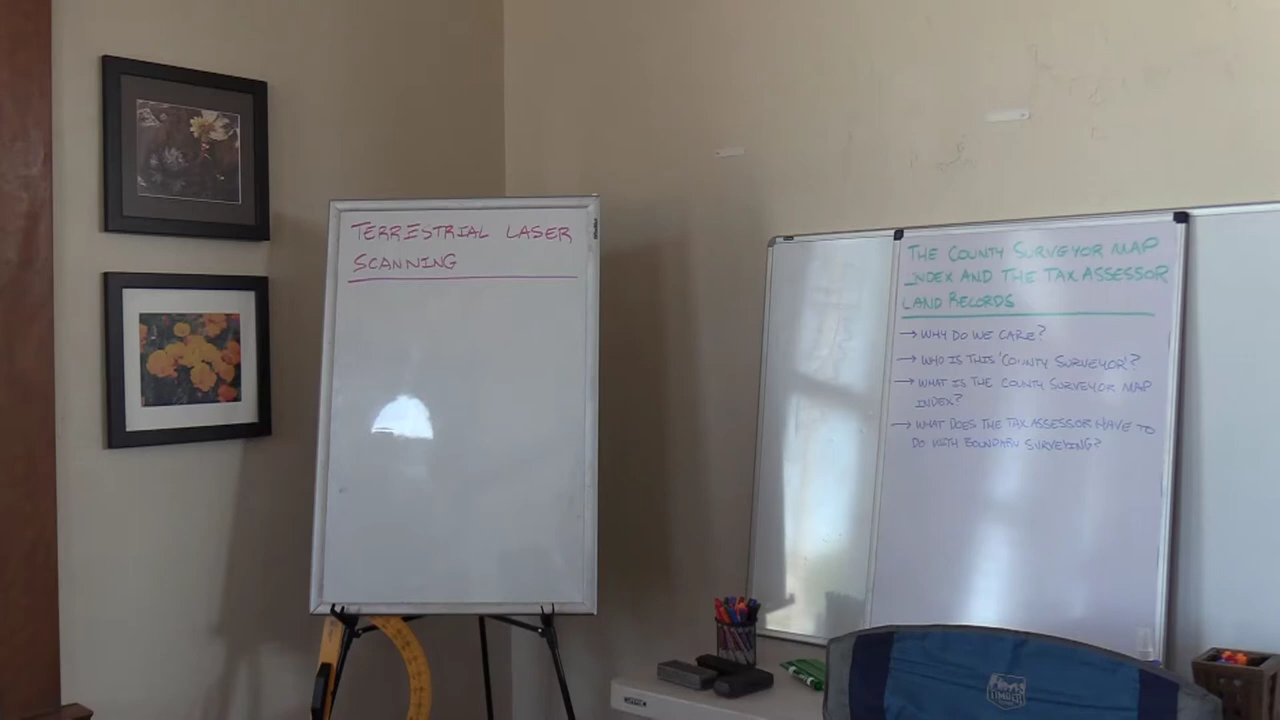 TERRESTRIAL LASER
SCANNING
THE COUNTY SURVEYOR MAP
INDEX AND THE TAX ASSESSOR
LAND RECORDS
→ WHY DO WE CARE?
→ WHO IS THIS 'COUNTY SURVEYOR'?
→ WHAT IS THE COUNTY SURVEYOR MAP
INDEX?
→ WHAT DOES THE TAX ASSESSOR HAVE TO
DO WITH BOUNDARY SURVEYING?
TIMBER